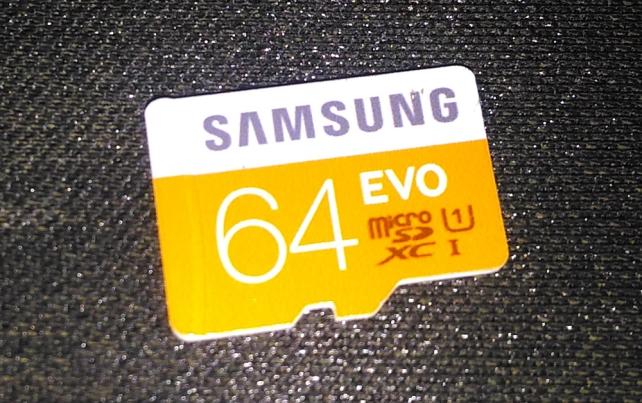 SAMSUNG
64 EVO
micro SD XC I U1